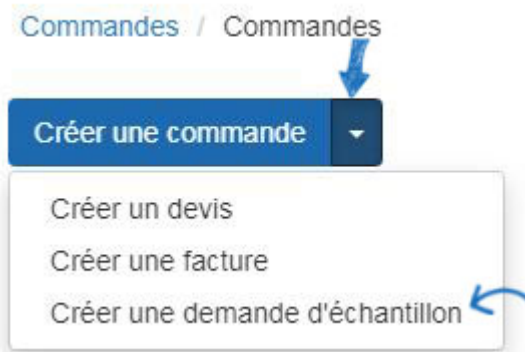 Commandes / Commandes
Créer une commande
Créer un devis
Créer une facture
Créer une demande d'échantillon